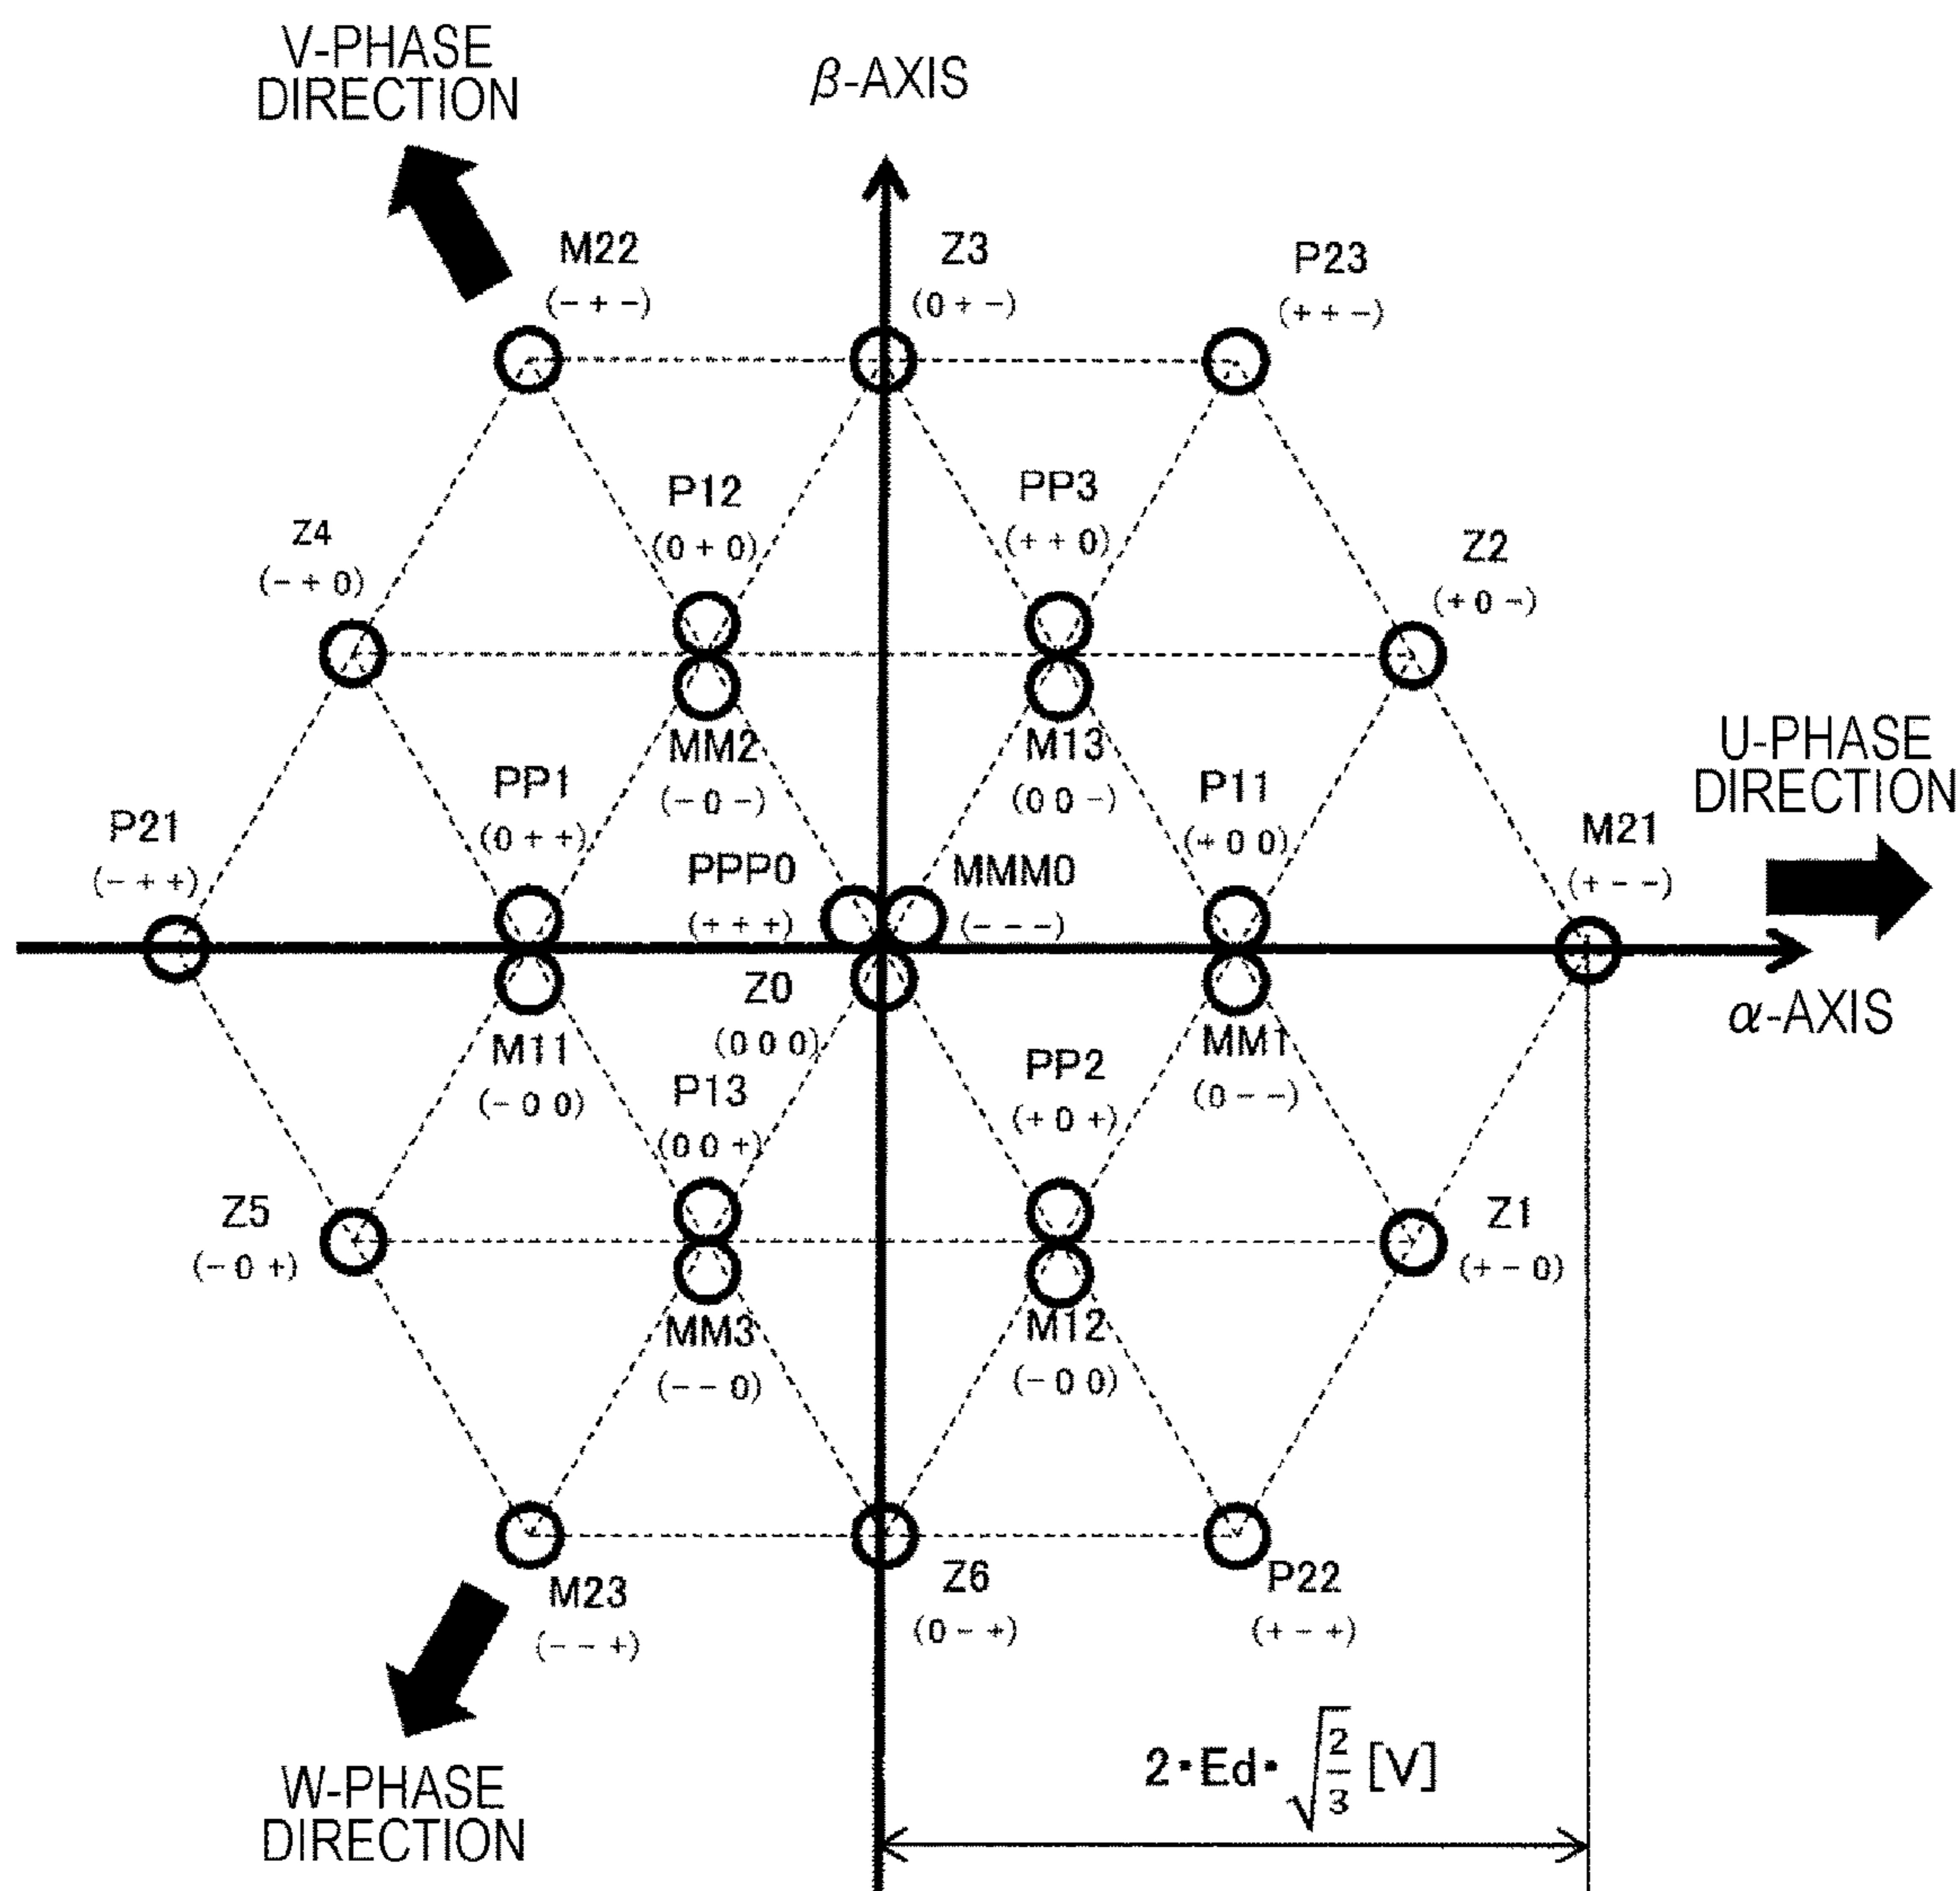 V-PHASE
DIRECTION
β-AXIS
M22
(- + -)
Z3
(0 + -)
P23
(+ + -)
P12
(0 + 0)
PP3
(+ + 0)
Z4
(- + 0)
Z2
(+ 0 -)
MM2
(- 0 -)
M13
(0 0 -)
U-PHASE
DIRECTION
PP1
(0 + +)
P11
(+ 0 0)
P21
(- + +)
M21
(+ - -)
PPP0
(+ + +)
MMM0
(- - -)
Z0
(0 0 0)
α-AXIS
M11
(- 0 0)
MM1
(0 - -)
P13
(0 0 +)
PP2
(+ 0 +)
Z5
(- 0 +)
Z1
(+ - 0)
MM3
(- - 0)
M12
(- 0 0)
M23
(- - +)
Z6
(0 - +)
P22
(+ - +)
W-PHASE
DIRECTION
2・Ed・√2/3 [V]